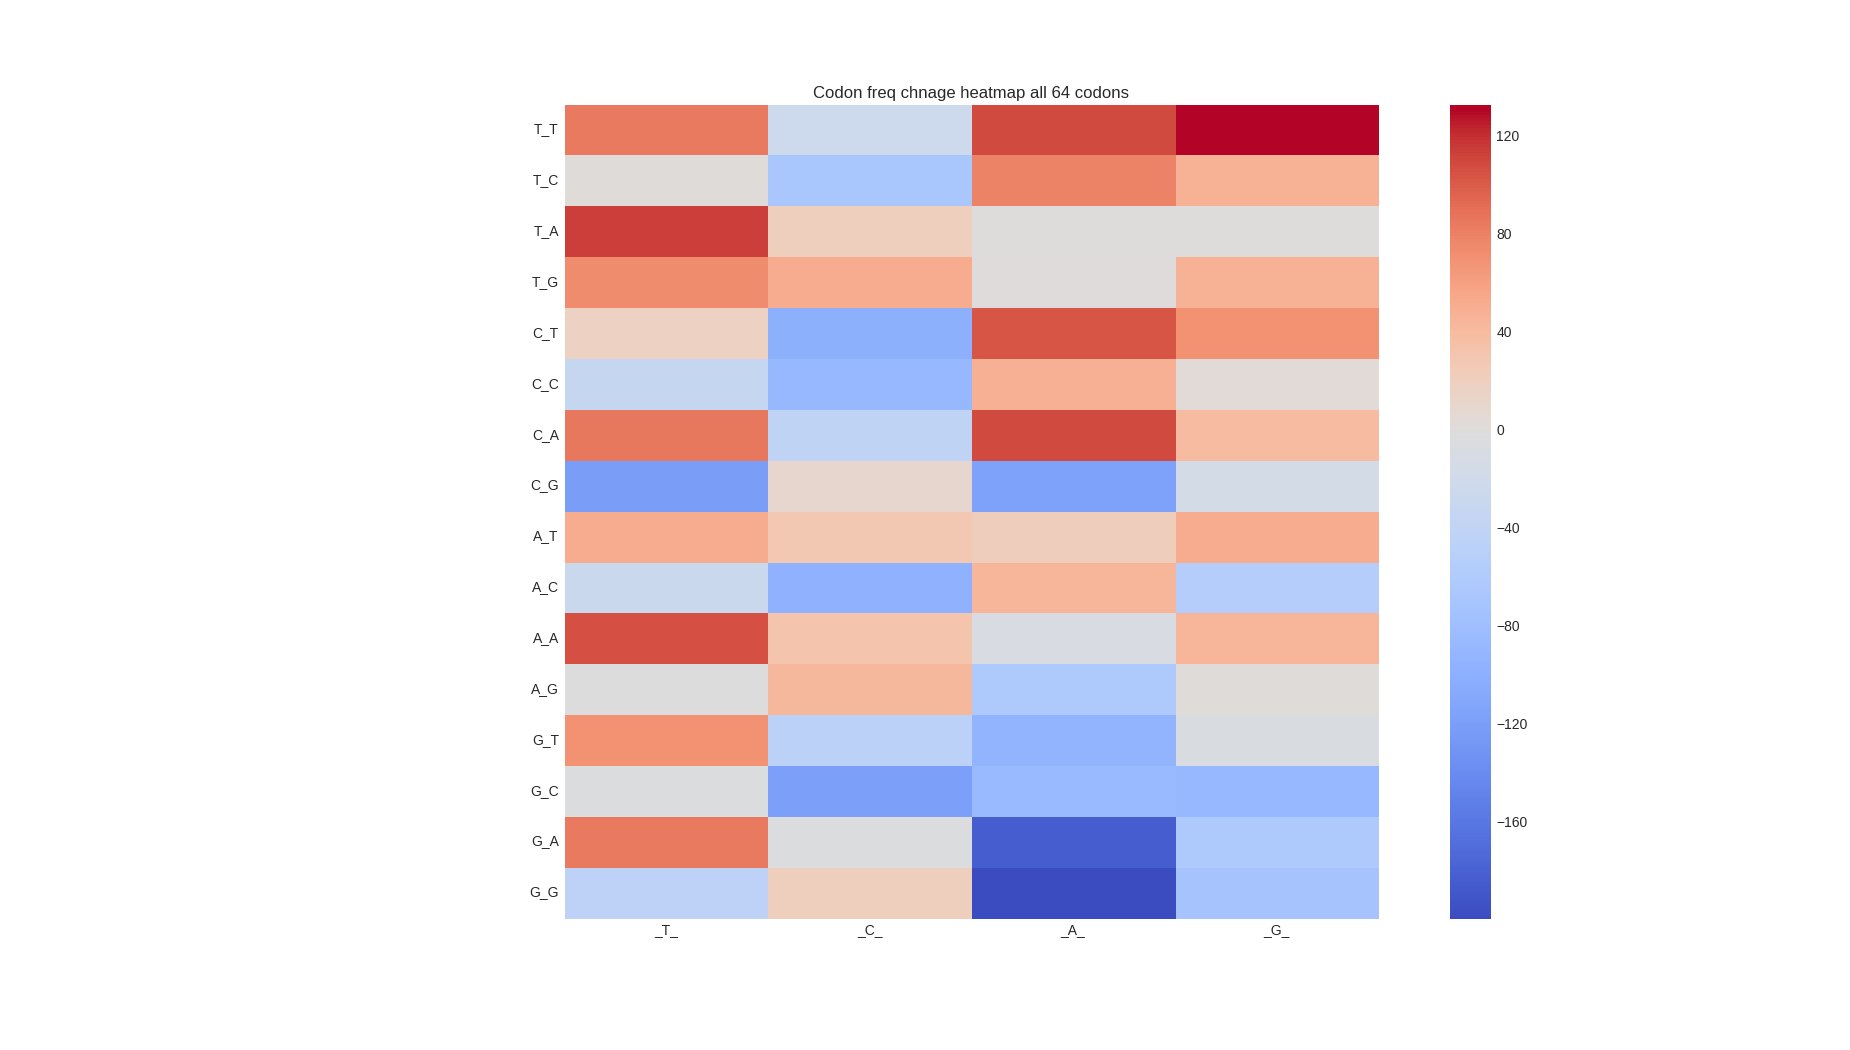 Codon freq chnage heatmap all 64 codons
T_T
T_C
T_A
T_G
C_T
C_C
C_A
C_G
A_T
A_C
A_A
A_G
G_T
G_C
G_A
G_G
_T_ _C_ _A_ _G_
120
80
40
0
−40
−80
−120
−160